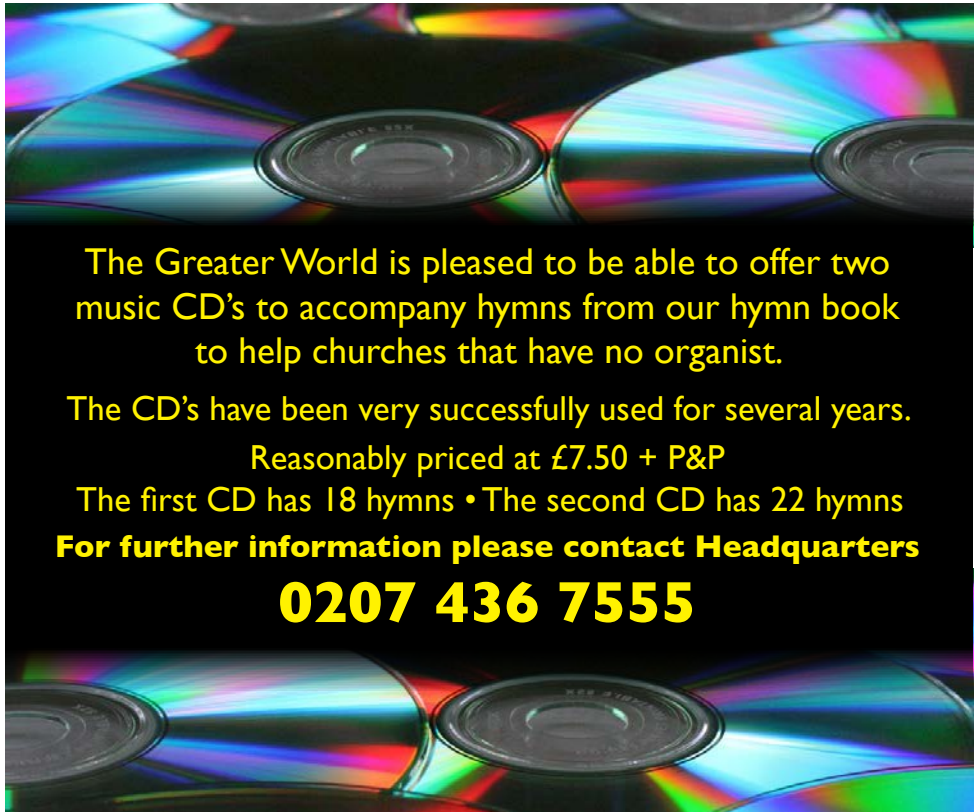 The Greater World is pleased to be able to offer two
music CD's to accompany hymns from our hymn book
to help churches that have no organist.
The CD's have been very successfully used for several years.
Reasonably priced at £7.50 + P&P
The first CD has 18 hymns • The second CD has 22 hymns
For further information please contact Headquarters
0207 436 7555